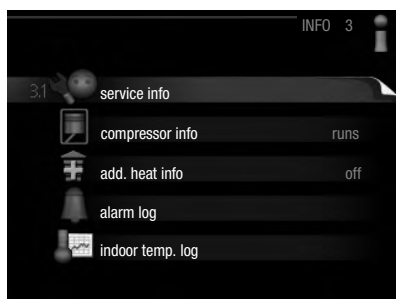 INFO 3
3.1 service info
compressor info runs
add. heat info off
alarm log
indoor temp. log